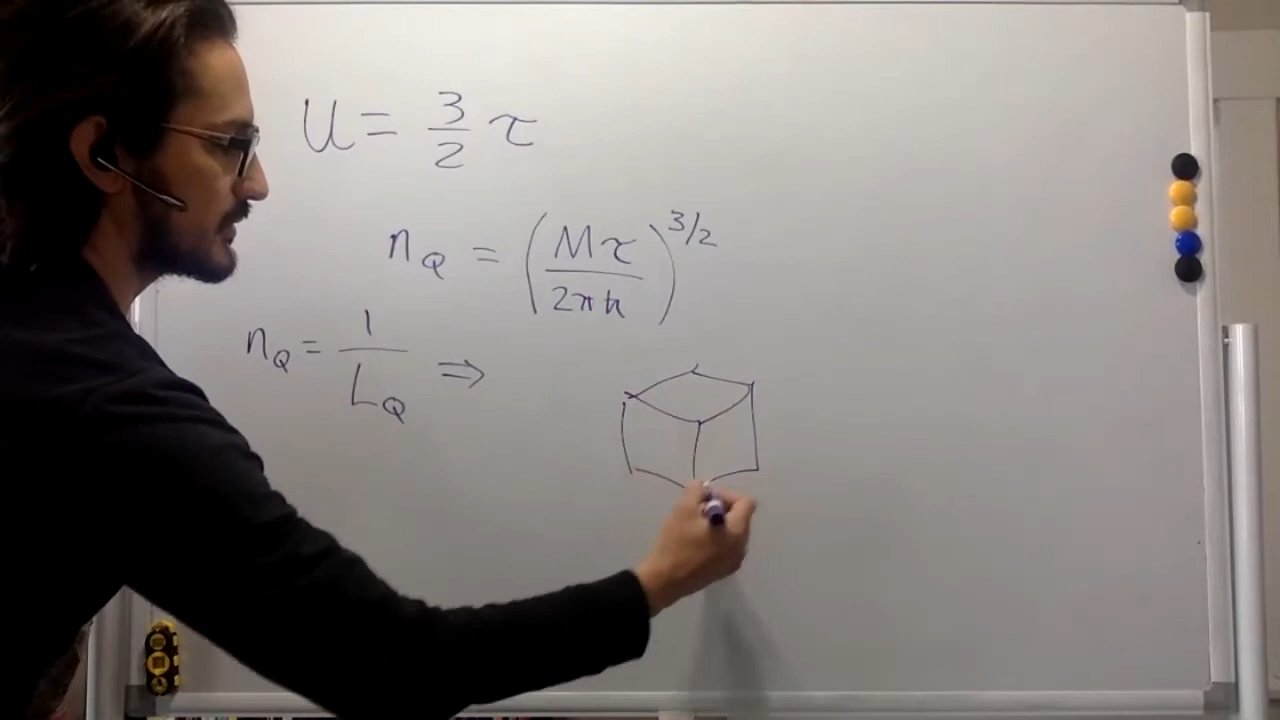 U = 3/2 τ
n_Q = (Mτ / 2πħ)^3/2
n_Q = 1 / L_Q ⇒